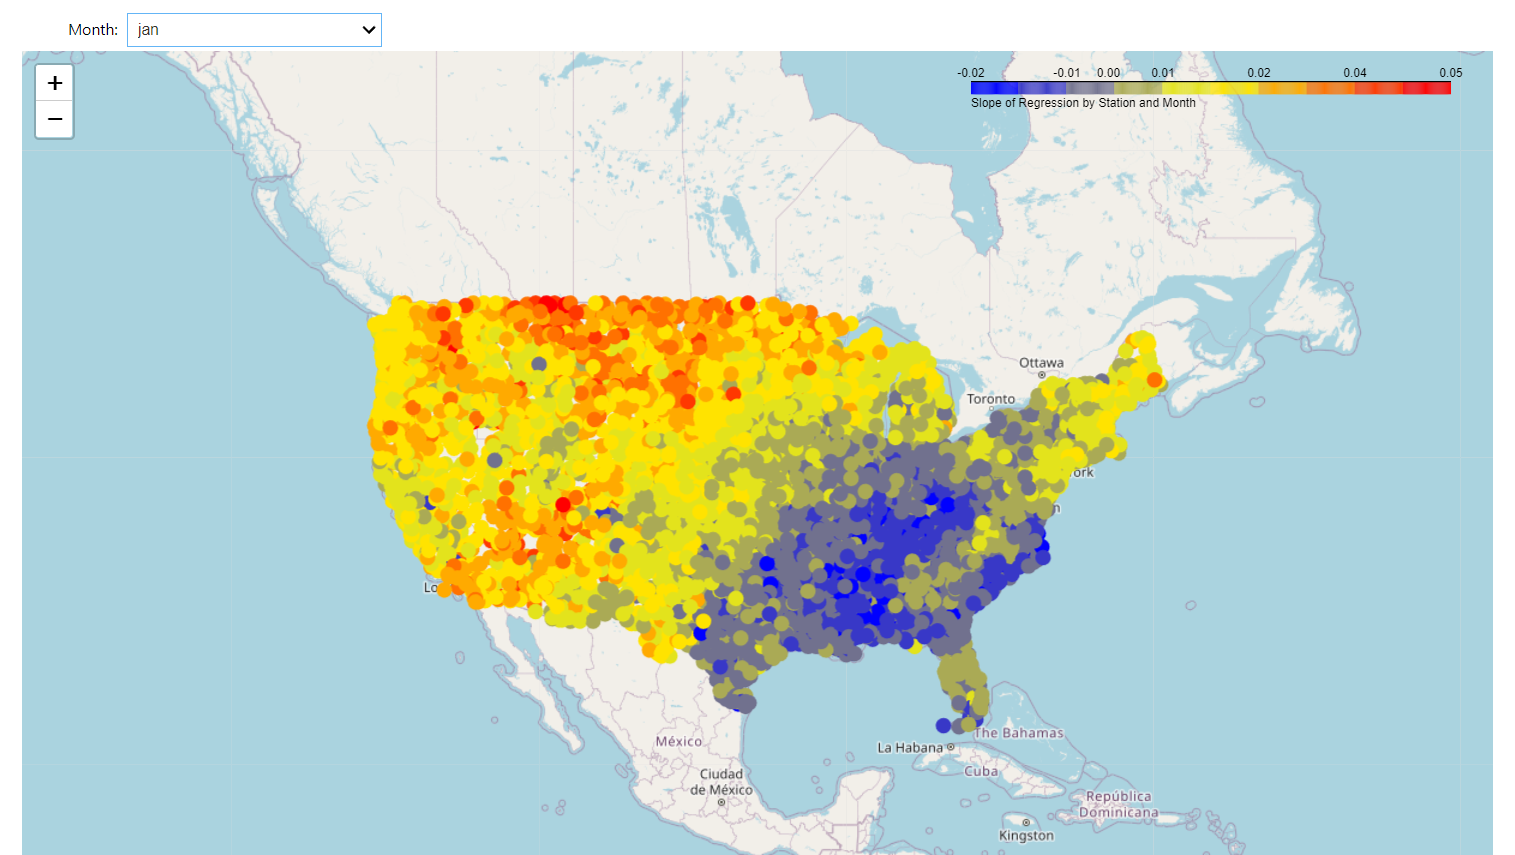 Month: jan
+
−
-0.02 -0.01 0.00 0.01 0.02 0.04 0.05
Slope of Regression by Station and Month
Ottawa
Toronto
ork
n
Lo
México
The Bahamas
La Habana
Cuba
Ciudad
de México
República
Dominicana
Kingston